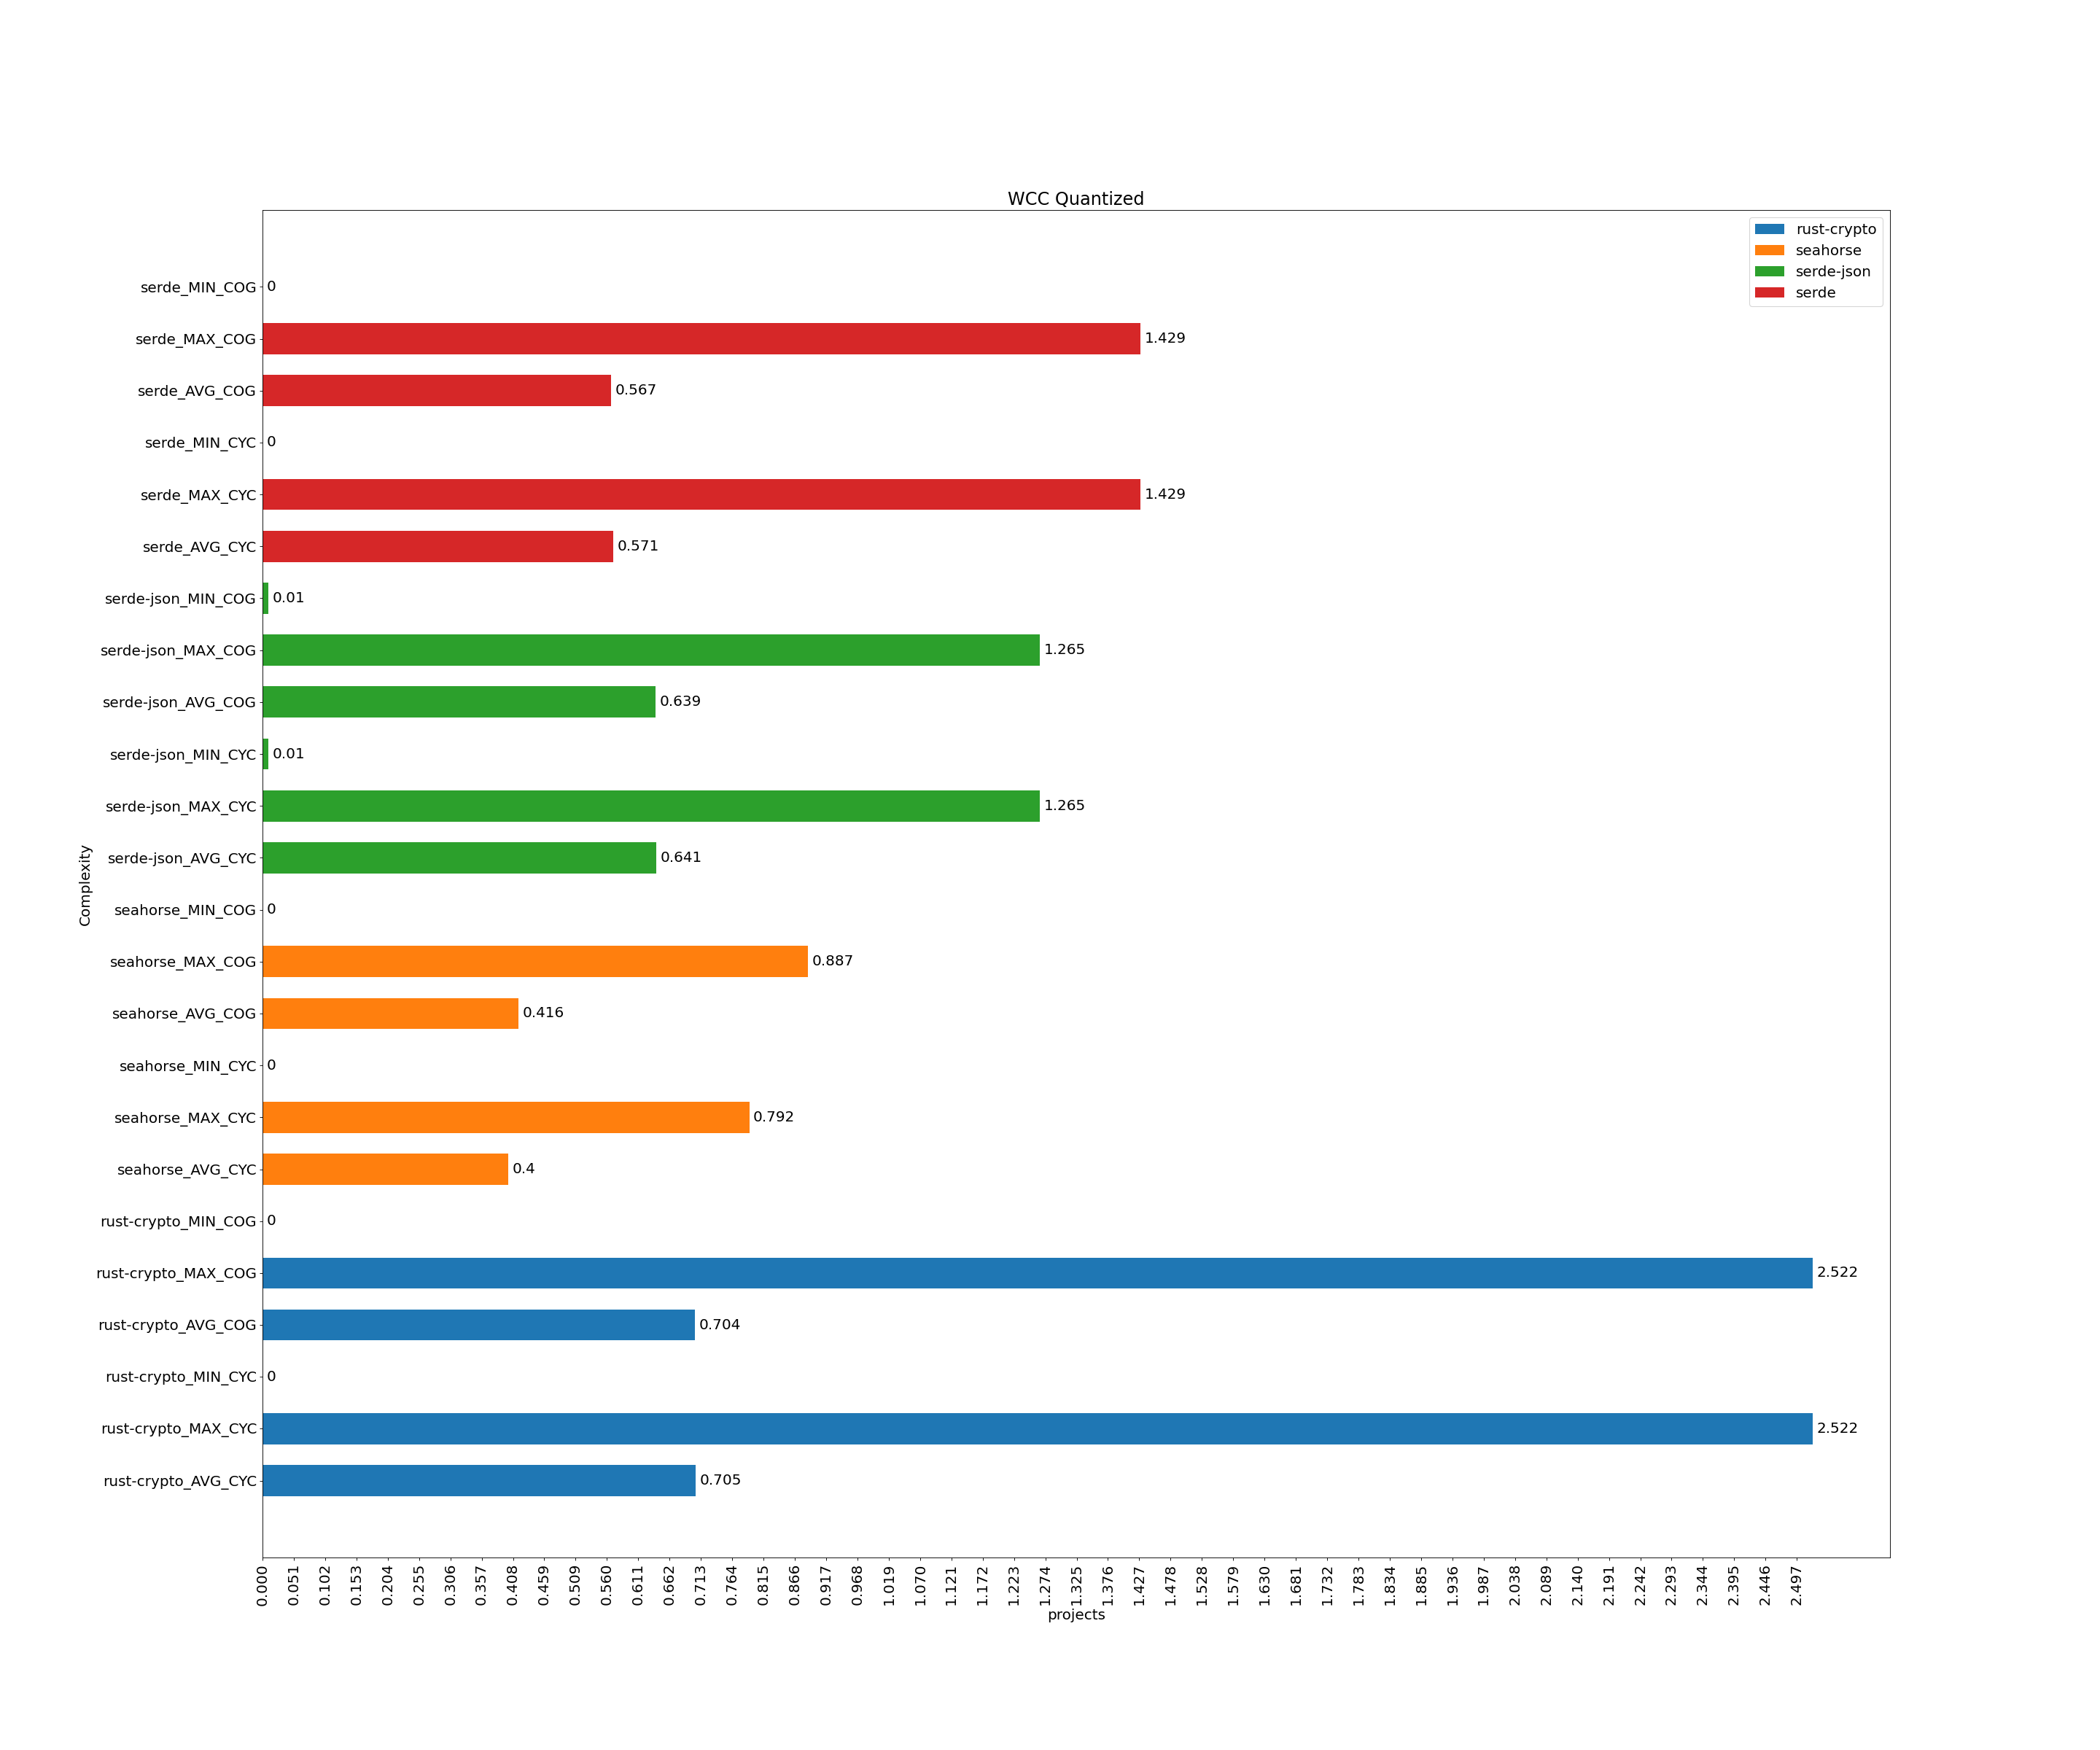 WCC Quantized
rust-crypto
seahorse
serde-json
serde
serde_MIN_COG 0
serde_MAX_COG 1.429
serde_AVG_COG 0.567
serde_MIN_CYC 0
serde_MAX_CYC 1.429
serde_AVG_CYC 0.571
serde-json_MIN_COG 0.01
serde-json_MAX_COG 1.265
serde-json_AVG_COG 0.639
serde-json_MIN_CYC 0.01
serde-json_MAX_CYC 1.265
serde-json_AVG_CYC 0.641
Complexity
seahorse_MIN_COG 0
seahorse_MAX_COG 0.887
seahorse_AVG_COG 0.416
seahorse_MIN_CYC 0
seahorse_MAX_CYC 0.792
seahorse_AVG_CYC 0.4
rust-crypto_MIN_COG 0
rust-crypto_MAX_COG 2.522
rust-crypto_AVG_COG 0.704
rust-crypto_MIN_CYC 0
rust-crypto_MAX_CYC 2.522
rust-crypto_AVG_CYC 0.705
0.000 0.051 0.102 0.153 0.204 0.255 0.306 0.357 0.408 0.459 0.509 0.560 0.611 0.662 0.713 0.764 0.815 0.866 0.917 0.968 1.019 1.070 1.121 1.172 1.223 1.274 1.325 1.376 1.427 1.478 1.528 1.579 1.630 1.681 1.732 1.783 1.834 1.885 1.936 1.987 2.038 2.089 2.140 2.191 2.242 2.293 2.344 2.395 2.446 2.497
projects